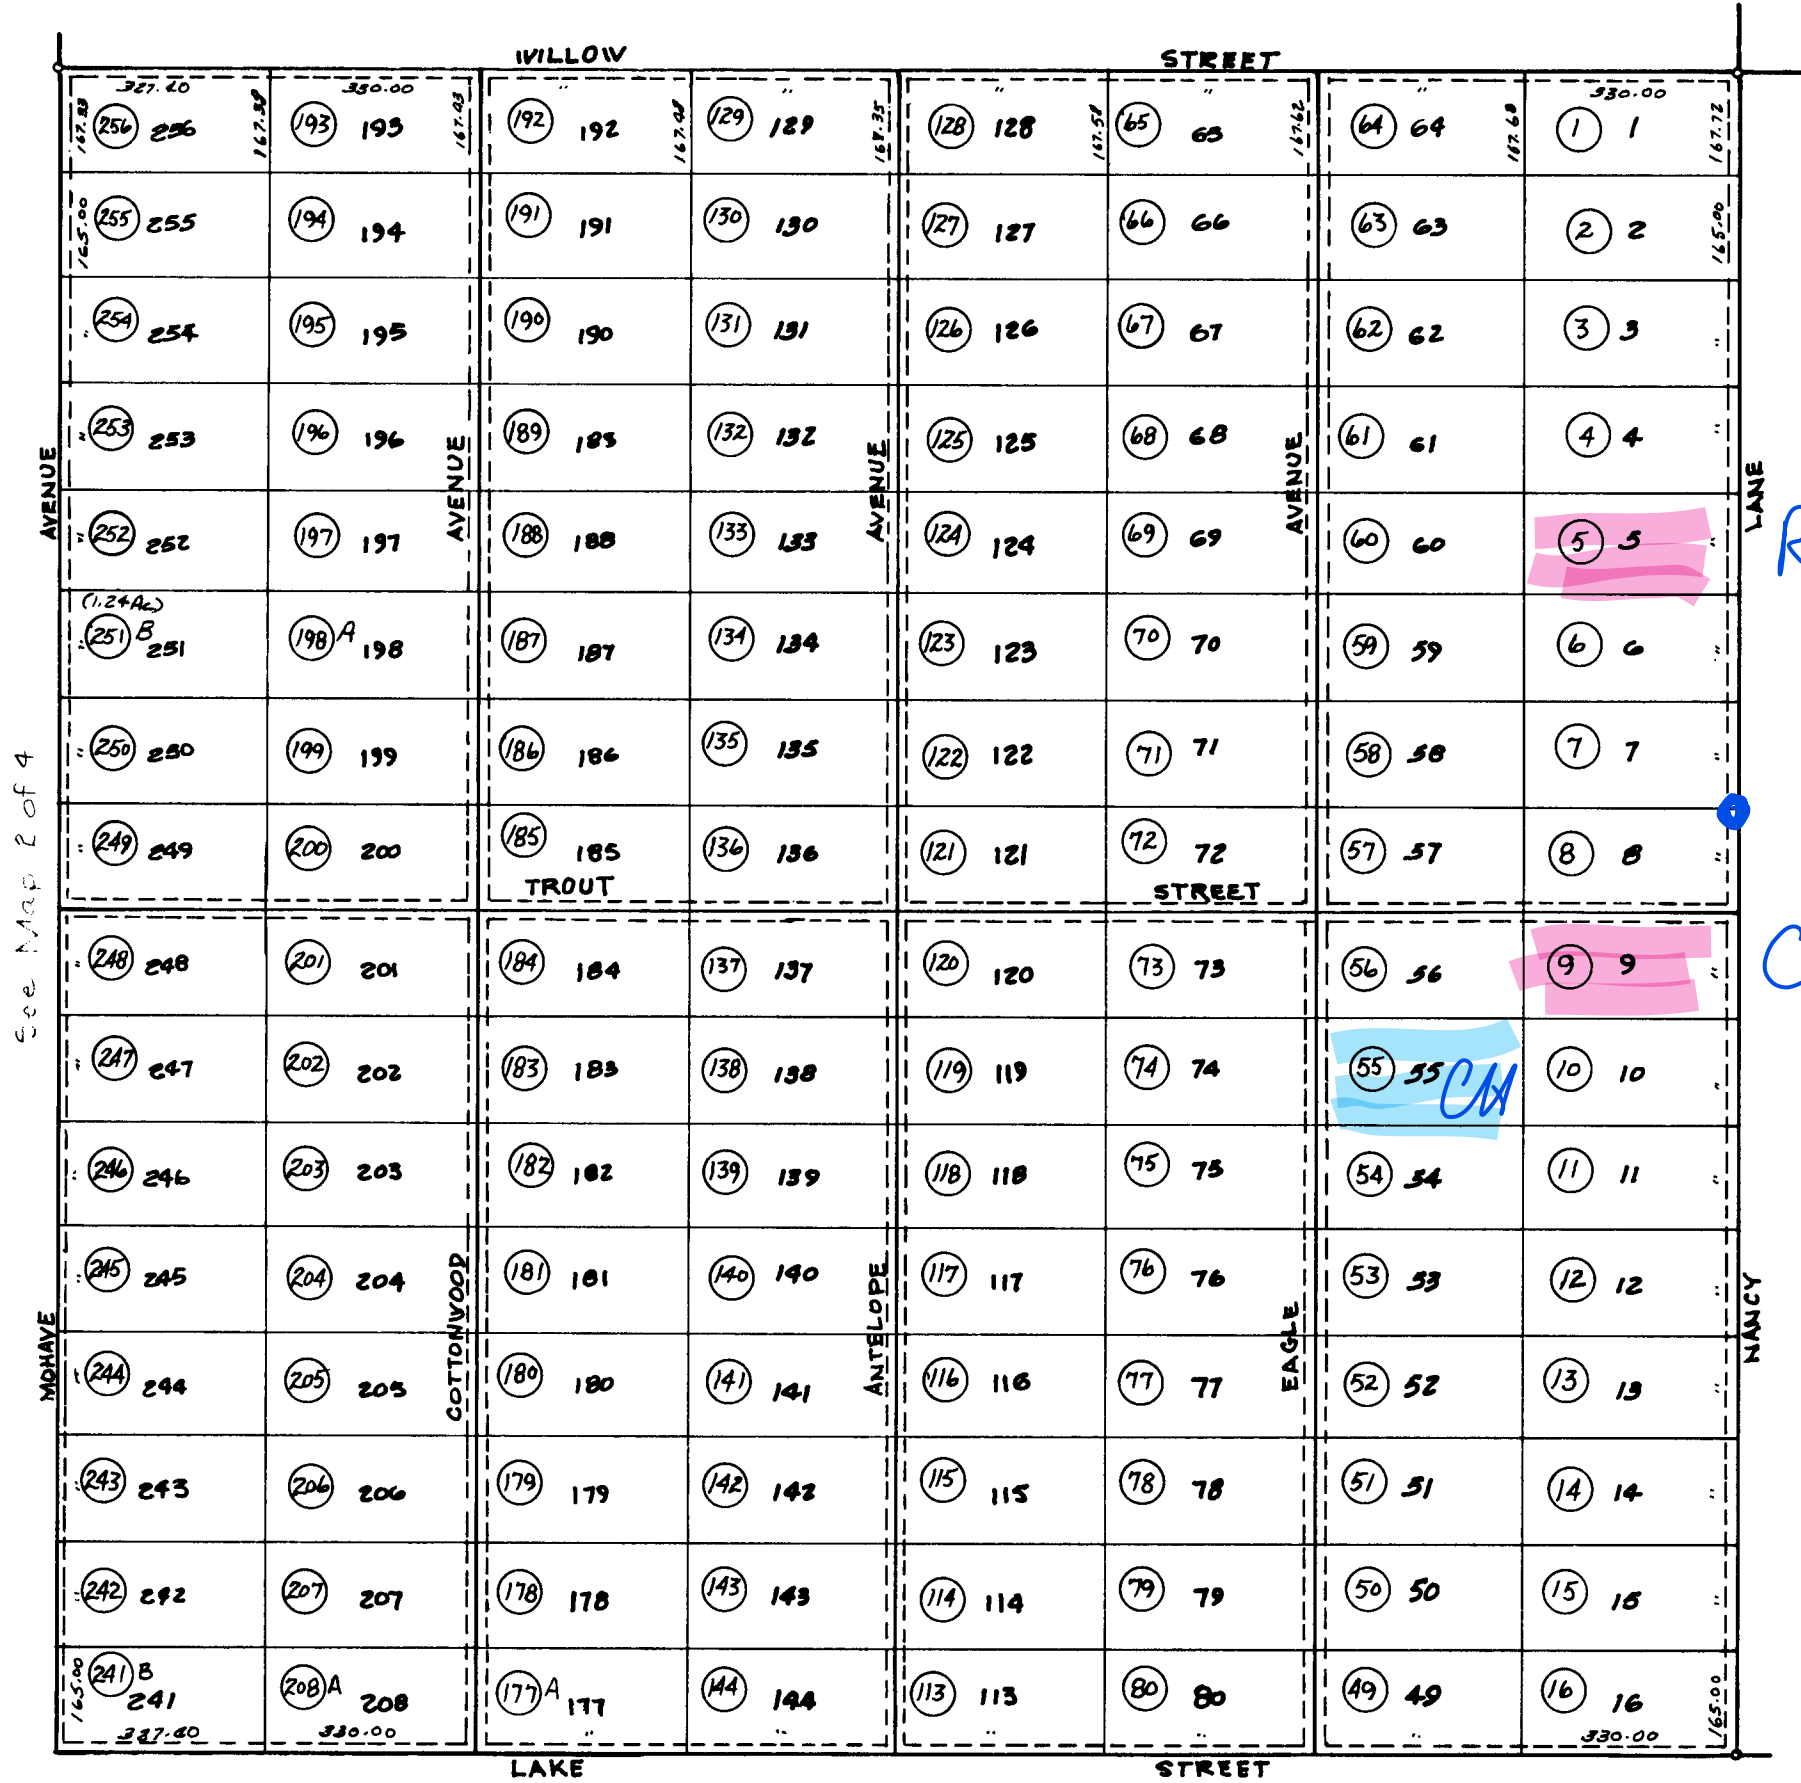 WILLOW STREET
327.40 330.00 " " " " " 330.00
167.33 167.38 167.43 167.48 168.35 167.58 167.62 167.68 167.72
256 256 193 193 192 192 129 129 128 128 65 65 64 64 1 1
165.00 255 255 194 194 191 191 130 130 127 127 66 66 63 63 2 2 165.00
" 254 254 195 195 190 190 131 131 126 126 67 67 62 62 3 3 "
" 253 253 196 196 189 189 132 132 125 125 68 68 61 61 4 4 "
AVENUE AVENUE AVENUE AVENUE LANE
" 252 252 197 197 188 188 133 133 124 124 69 69 60 60 5 5 "
(1.24Ac)
" 251 B 251 198 A 198 187 187 134 134 123 123 70 70 59 59 6 6 "
" 250 250 199 199 186 186 135 135 122 122 71 71 58 58 7 7 "
" 249 249 200 200 185 185 136 136 121 121 72 72 57 57 8 8 "
TROUT STREET
See Map 2 of 4
" 248 248 201 201 184 184 137 137 120 120 73 73 56 56 9 9 "
" 247 247 202 202 183 183 138 138 119 119 74 74 55 55 10 10 "
" 246 246 203 203 182 182 139 139 118 118 75 75 54 54 11 11 "
" 245 245 204 204 181 181 140 140 117 117 76 76 53 53 12 12 "
MOHAVE COTTONWOOD ANTELOPE EAGLE NANCY
" 244 244 205 205 180 180 141 141 116 116 77 77 52 52 13 13 "
" 243 243 206 206 179 179 142 142 115 115 78 78 51 51 14 14 "
" 242 242 207 207 178 178 143 143 114 114 79 79 50 50 15 15 "
165.00 241 B 241 208 A 208 177 A 177 144 144 113 113 80 80 49 49 16 16 165.00
327.40 330.00 " " " " " 330.00
LAKE STREET